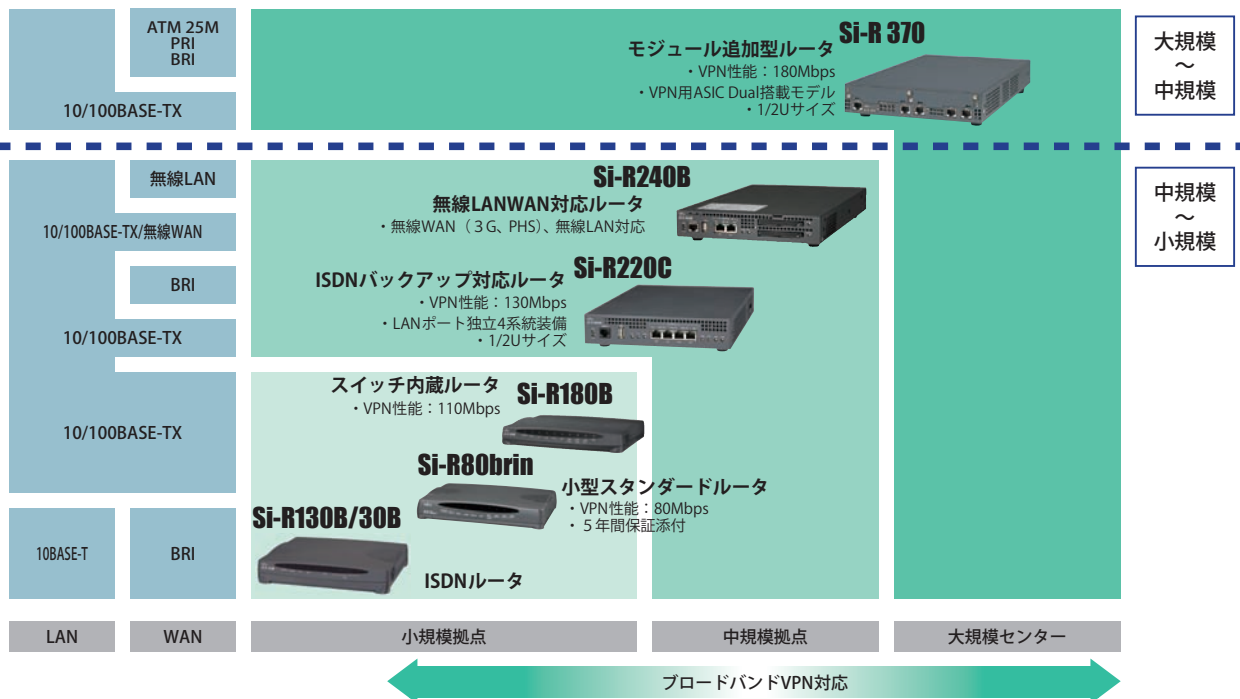 ATM 25M
PRI
BRI
10/100BASE-TX
Si-R 370
モジュール追加型ルータ
・VPN性能：180Mbps
・VPN用ASIC Dual搭載モデル
・1/2Uサイズ
大規模
～
中規模
無線LAN
10/100BASE-TX/無線WAN
BRI
10/100BASE-TX
Si-R240B
無線LANWAN対応ルータ
・無線WAN（３G、PHS）、無線LAN対応
Si-R220C
ISDNバックアップ対応ルータ
・VPN性能：130Mbps
・LANポート独立4系統装備
・1/2Uサイズ
中規模
～
小規模
10/100BASE-TX
スイッチ内蔵ルータ
・VPN性能：110Mbps
Si-R180B
Si-R80brin
小型スタンダードルータ
・VPN性能：80Mbps
・５年間保証添付
10BASE-T
BRI
Si-R130B/30B
ISDNルータ
LAN
WAN
小規模拠点
中規模拠点
大規模センター
ブロードバンドVPN対応